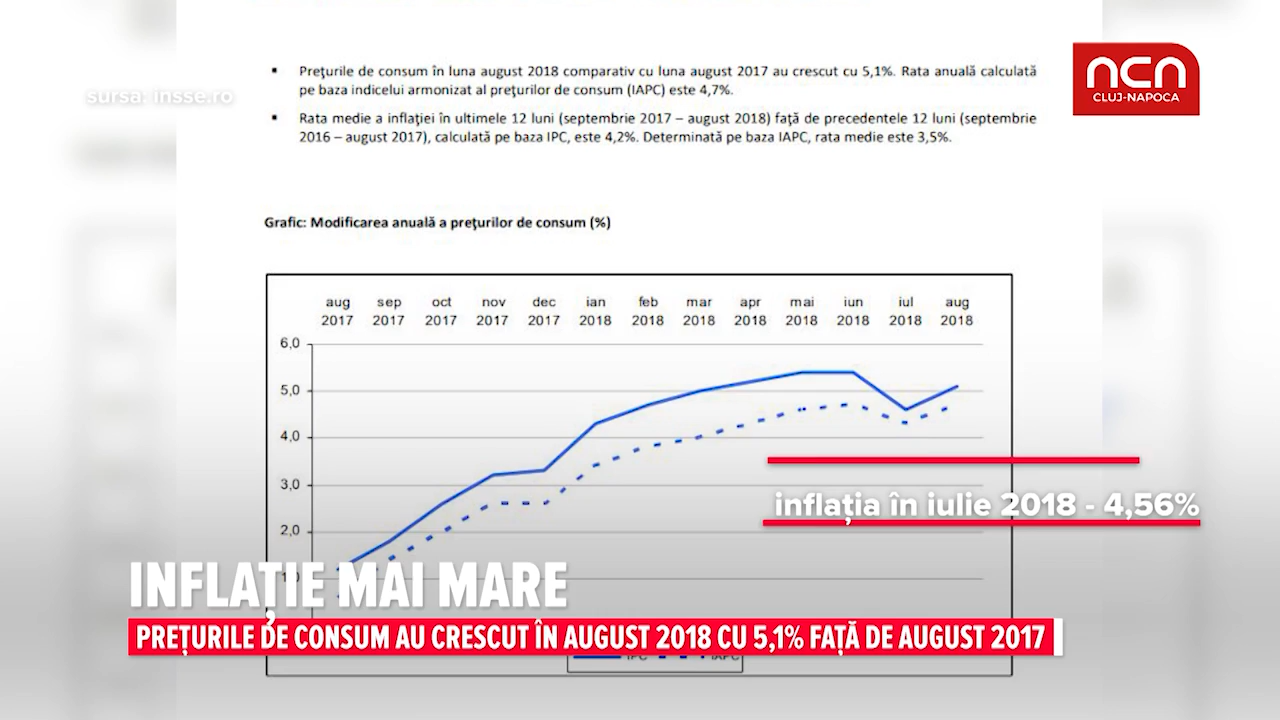 ▪ Preţurile de consum în luna august 2018 comparativ cu luna august 2017 au crescut cu 5,1%. Rata anuală calculată
pe baza indicelui armonizat al preţurilor de consum (IAPC) este 4,7%.
sursa: insse.ro
▪ Rata medie a inflaţiei în ultimele 12 luni (septembrie 2017 – august 2018) faţă de precedentele 12 luni (septembrie
2016 – august 2017), calculată pe baza IPC, este 4,2%. Determinată pe baza IAPC, rata medie este 3,5%.
ncn
CLUJ-NAPOCA
Grafic: Modificarea anuală a preţurilor de consum (%)
aug sep oct nov dec ian feb mar apr mai iun iul aug
2017 2017 2017 2017 2017 2018 2018 2018 2018 2018 2018 2018 2018
6,0
5,0
4,0
3,0
2,0
inflația în iulie 2018 - 4,56%
INFLAȚIE MAI MARE
PREȚURILE DE CONSUM AU CRESCUT ÎN AUGUST 2018 CU 5,1% FAȚĂ DE AUGUST 2017
IPC IAPC